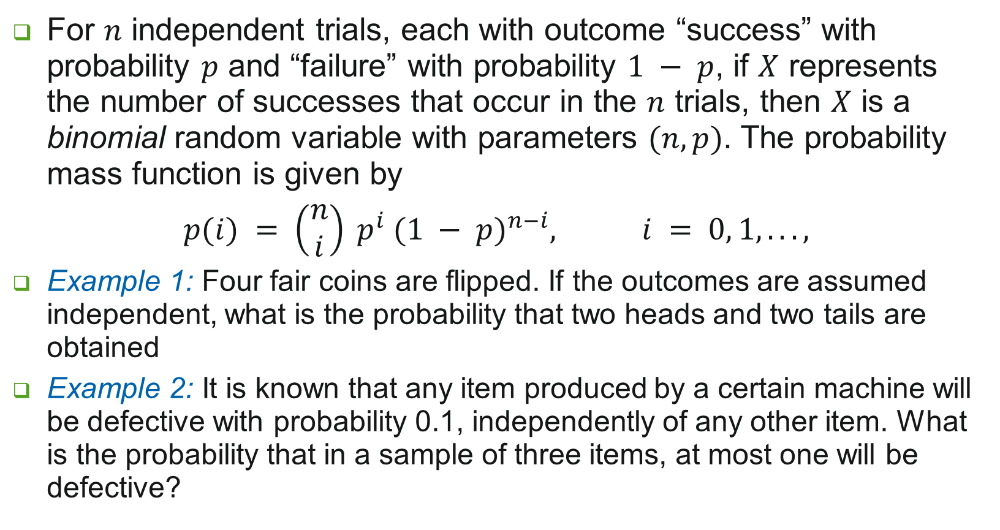 For n independent trials, each with outcome “success” with
probability p and “failure” with probability 1 − p, if X represents
the number of successes that occur in the n trials, then X is a
binomial random variable with parameters (n, p). The probability
mass function is given by
p(i) = (n i) p^i (1 − p)^{n−i}, i = 0, 1, . . . ,
Example 1: Four fair coins are flipped. If the outcomes are assumed
independent, what is the probability that two heads and two tails are
obtained
Example 2: It is known that any item produced by a certain machine will
be defective with probability 0.1, independently of any other item. What
is the probability that in a sample of three items, at most one will be
defective?